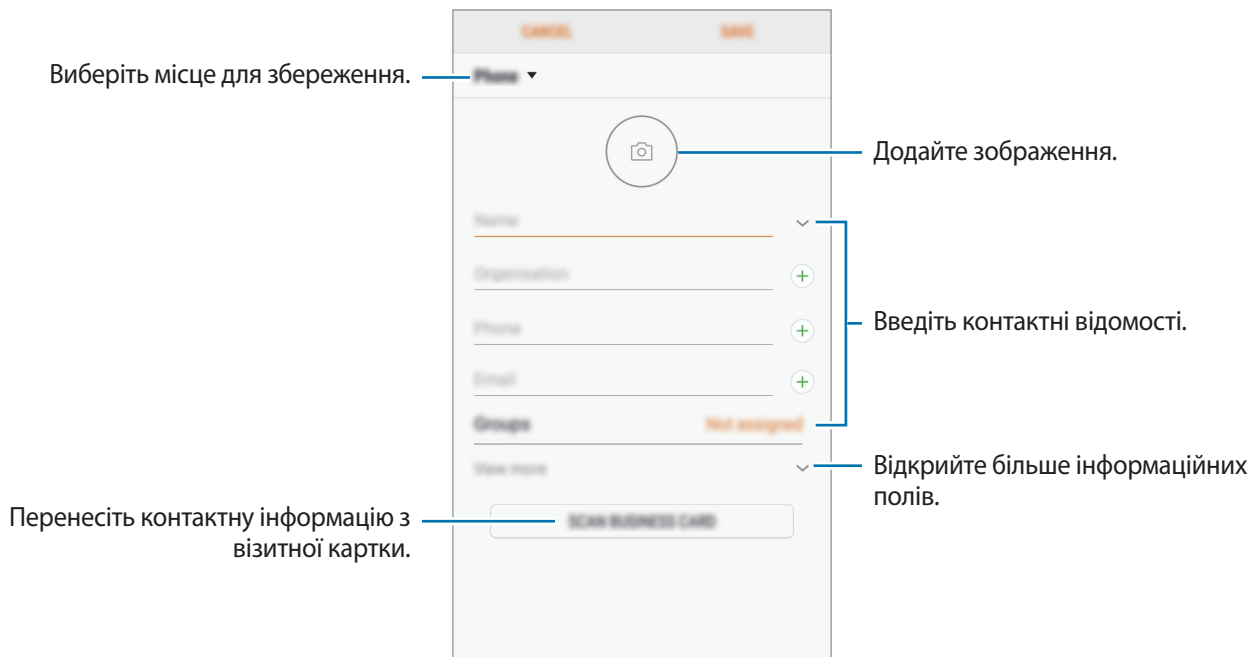 CANCEL
SAVE
Виберіть місце для збереження.
Phone
Додайте зображення.
Name
Organisation
Phone
Введіть контактні відомості.
Email
Groups
Not assigned
View more
Відкрийте більше інформаційних
полів.
Перенесіть контактну інформацію з
візитної картки.
SCAN BUSINESS CARD